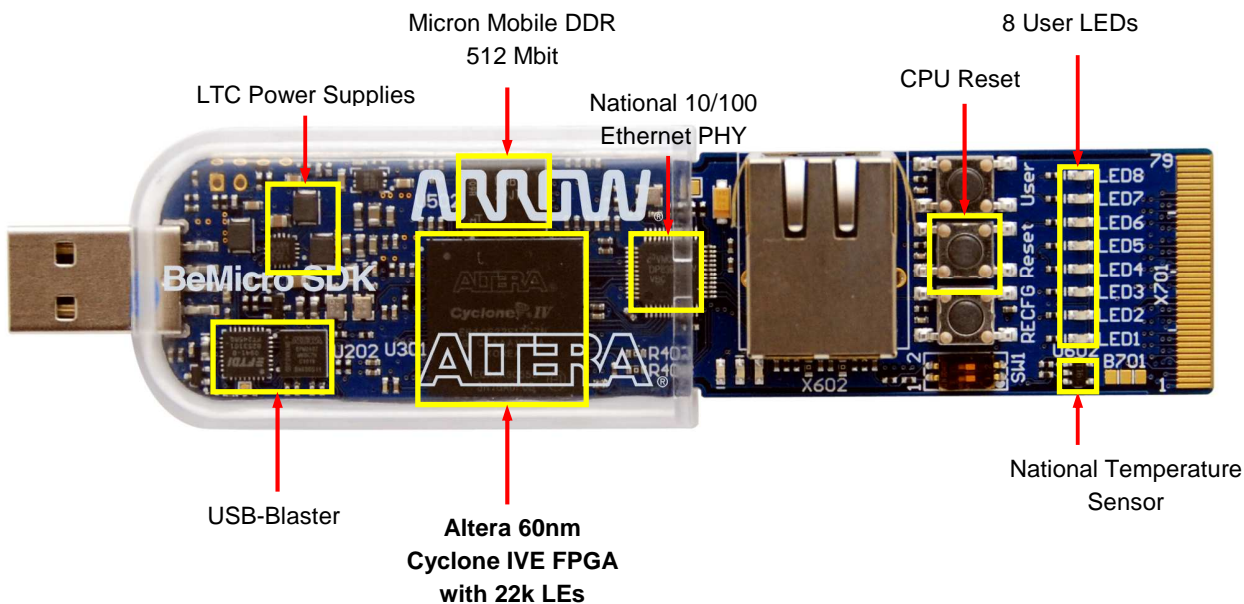 Micron Mobile DDR
512 Mbit
8 User LEDs
CPU Reset
LTC Power Supplies
National 10/100
Ethernet PHY
ARROW
®
BeMicro SDK
ALTERA
Cyclone IV
U202
U301
ALTERA
®
R402
X602
User
Reset
RECFG
1 2
SW1
LED8
LED7
LED6
LED5
LED4
LED3
LED2
LED1
U602
B701
79
X701
1
USB-Blaster
Altera 60nm
Cyclone IVE FPGA
with 22k LEs
National Temperature
Sensor